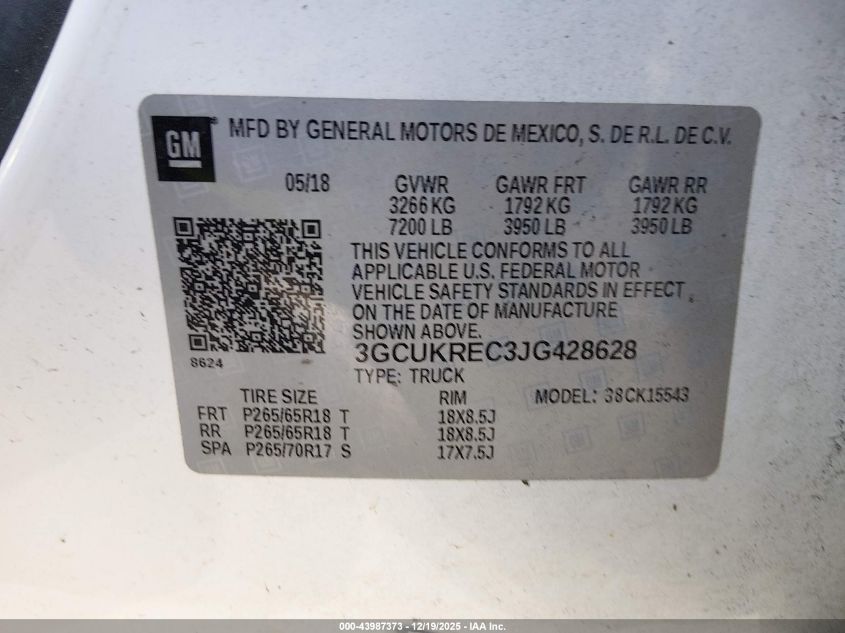 GM
MFD BY GENERAL MOTORS DE MEXICO, S. DE R.L. DE C.V.
05/18 GVWR GAWR FRT GAWR RR
3266 KG 1792 KG 1792 KG
7200 LB 3950 LB 3950 LB
THIS VEHICLE CONFORMS TO ALL
APPLICABLE U.S. FEDERAL MOTOR
VEHICLE SAFETY STANDARDS IN EFFECT
ON THE DATE OF MANUFACTURE
SHOWN ABOVE.
3GCUKREC3JG428628
8624
TYPE: TRUCK
TIRE SIZE RIM MODEL: 38CK15543
FRT P265/65R18 T 18X8.5J
RR P265/65R18 T 18X8.5J
SPA P265/70R17 S 17X7.5J
000-43987373 — 12/19/2025 - IAA Inc.